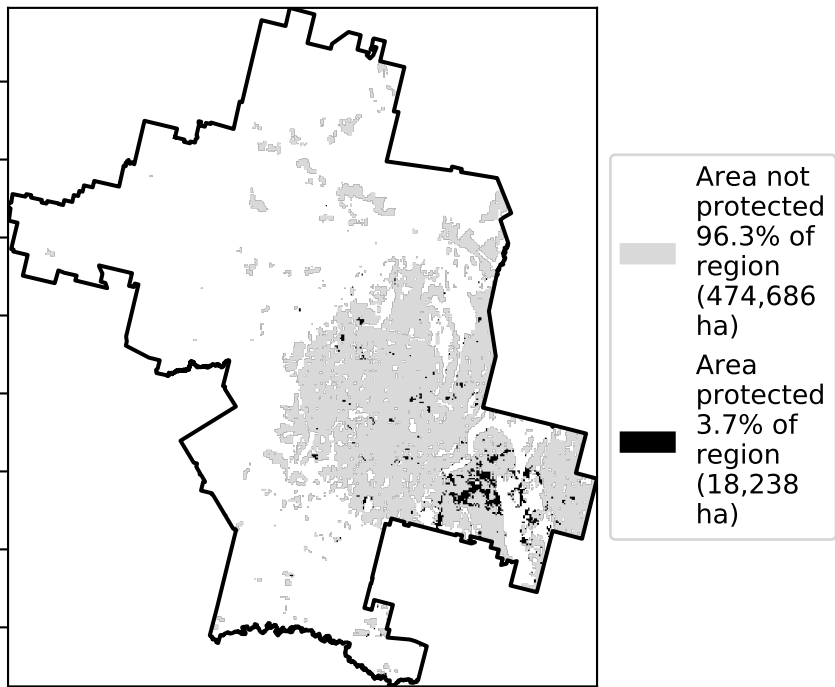 Area not
protected
96.3% of
region
(474,686
ha)
Area
protected
3.7% of
region
(18,238
ha)